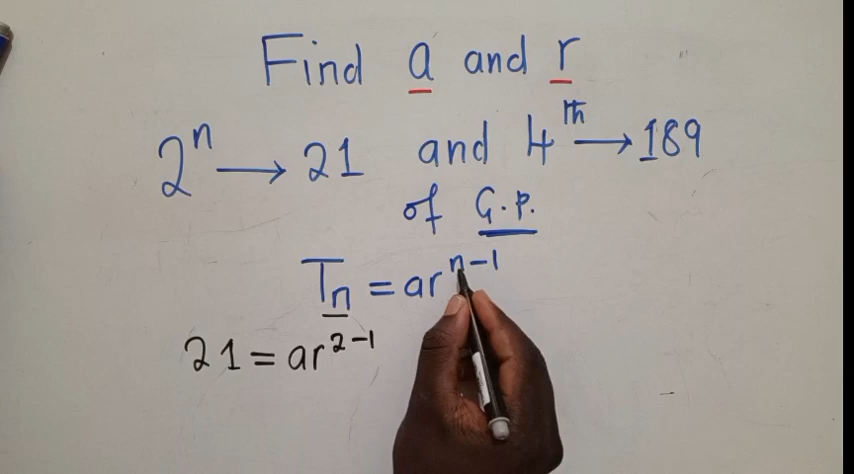 Find a and r
2ⁿ → 21 and 4ᵗʰ → 189
of G.P.
Tₙ = arⁿ⁻¹
21 = ar²⁻¹